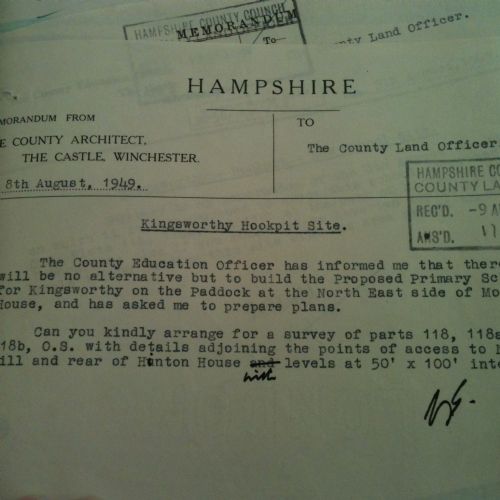 HAMPSHIRE COUNTY COUNCIL
MEMORANDUM
To
County Land Officer.
HAMPSHIRE
MORANDUM FROM
TO
E COUNTY ARCHITECT,
The County Land Officer
THE CASTLE, WINCHESTER.
8th August, 1949.
HAMPSHIRE CO
COUNTY LA
REC'D. -9 A
ANS'D. 11
Kingsworthy Hookpit Site.
The County Education Officer has informed me that there
will be no alternative but to build the Proposed Primary Sc
for Kingsworthy on the Paddock at the North East side of Mo
House, and has asked me to prepare plans.
Can you kindly arrange for a survey of parts 118, 118a
18b, O.S. with details adjoining the points of access to
ill and rear of Hinton House and levels at 50' x 100' inte
with